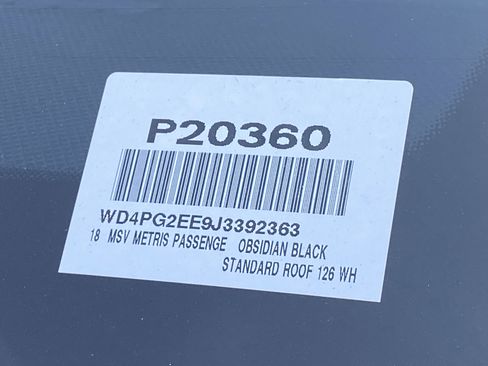 P20360
WD4PG2EE9J3392363
18 MSV METRIS PASSENGE OBSIDIAN BLACK
STANDARD ROOF 126 WH